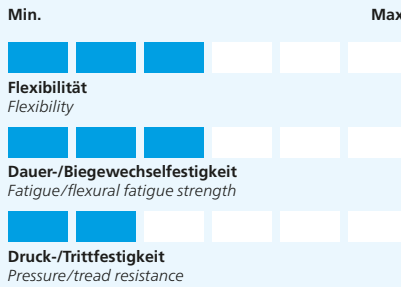 Min. Max
Flexibilität
Flexibility
Dauer-/Biegewechselfestigkeit
Fatigue/flexural fatigue strength
Druck-/Trittfestigkeit
Pressure/tread resistance